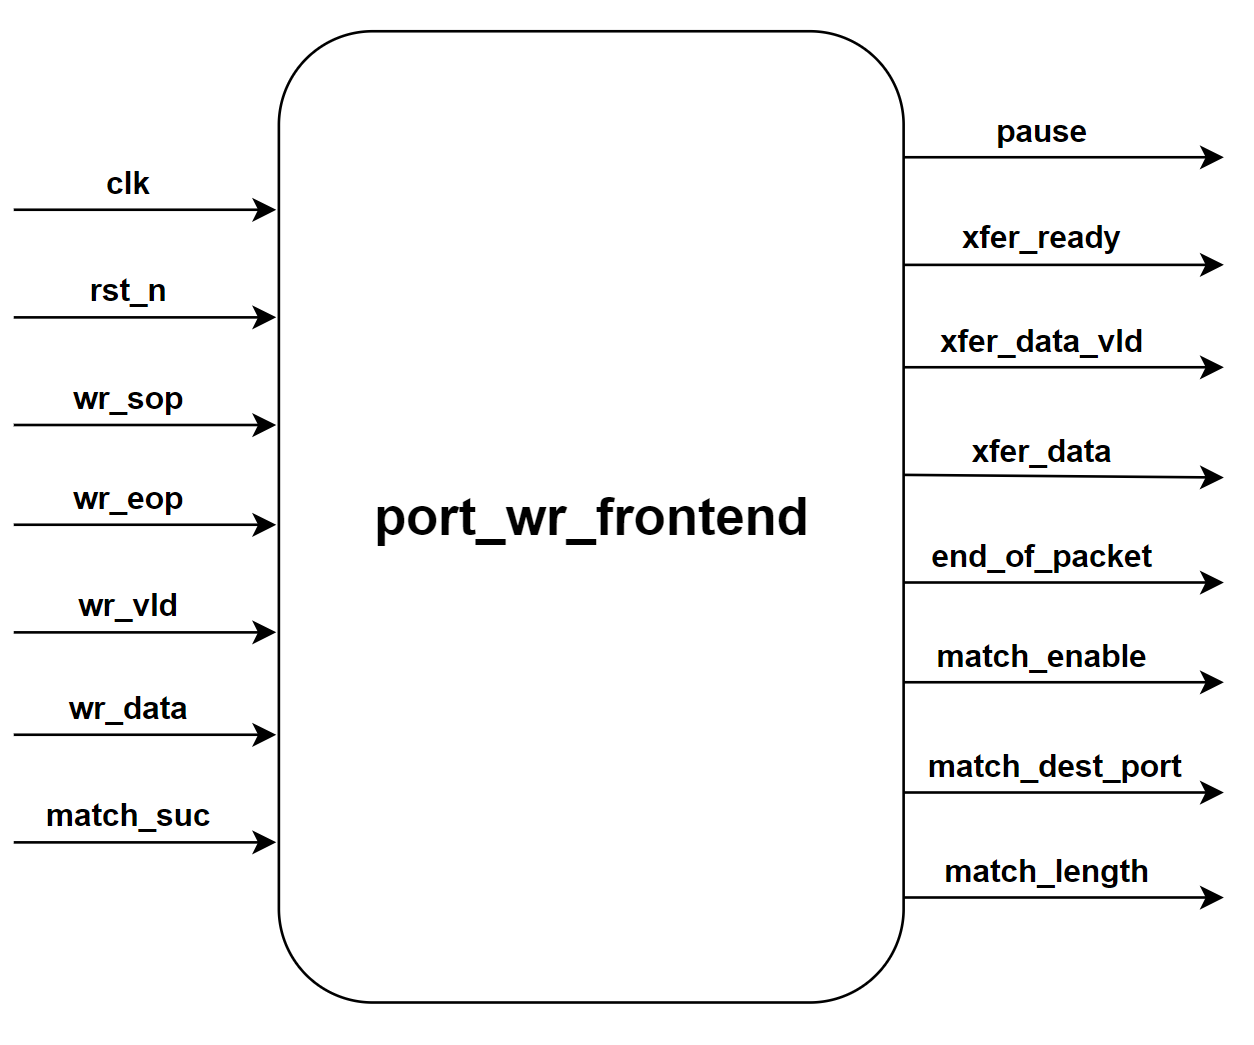 clk
rst_n
wr_sop
wr_eop
wr_vld
wr_data
match_suc
port_wr_frontend
pause
xfer_ready
xfer_data_vld
xfer_data
end_of_packet
match_enable
match_dest_port
match_length